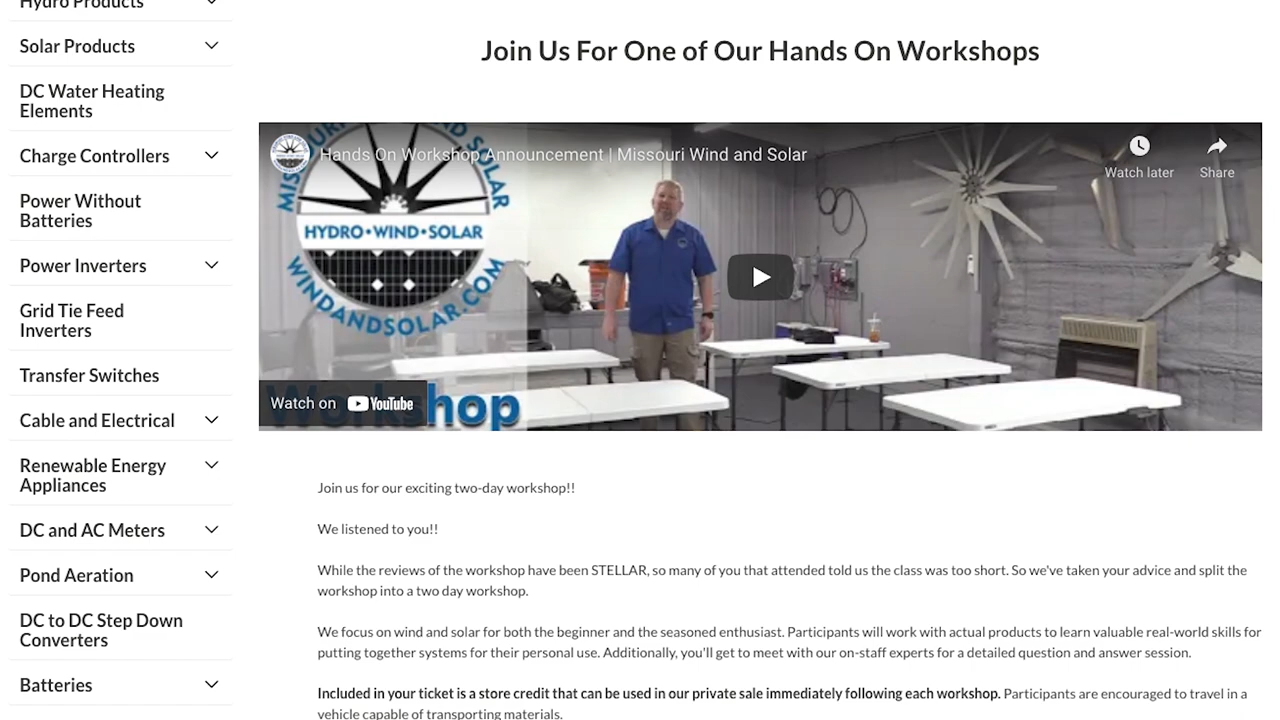 Hydro Products
Solar Products
DC Water Heating
Elements
Charge Controllers
Power Without
Batteries
Power Inverters
Grid Tie Feed
Inverters
Transfer Switches
Cable and Electrical
Renewable Energy
Appliances
DC and AC Meters
Pond Aeration
DC to DC Step Down
Converters
Batteries
Join Us For One of Our Hands On Workshops
Hands On Workshop Announcement | Missouri Wind and Solar
Watch later
Share
HYDRO•WIND•SOLAR
WINDANDSOLAR.COM
Watch on YouTube
Workshop
Join us for our exciting two-day workshop!!
We listened to you!!
While the reviews of the workshop have been STELLAR, so many of you that attended told us the class was too short. So we've taken your advice and split the
workshop into a two day workshop.
We focus on wind and solar for both the beginner and the seasoned enthusiast. Participants will work with actual products to learn valuable real-world skills for
putting together systems for their personal use. Additionally, you'll get to meet with our on-staff experts for a detailed question and answer session.
Included in your ticket is a store credit that can be used in our private sale immediately following each workshop. Participants are encouraged to travel in a
vehicle capable of transporting materials.